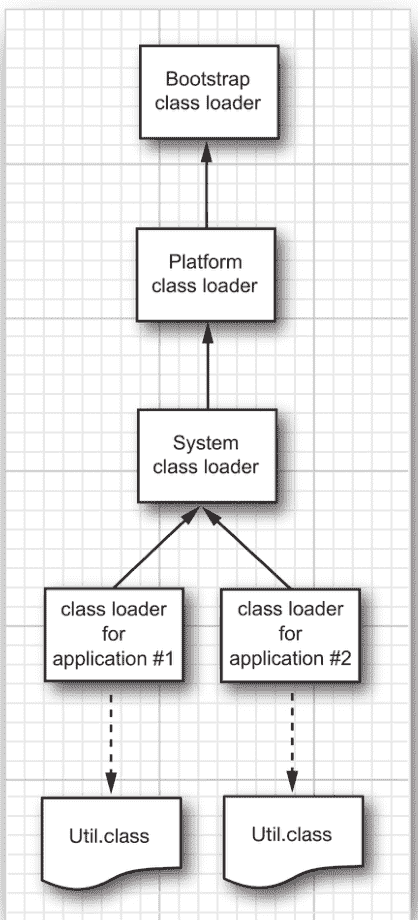 Bootstrap
class loader
Platform
class loader
System
class loader
class loader
for
application #1
class loader
for
application #2
Util.class
Util.class